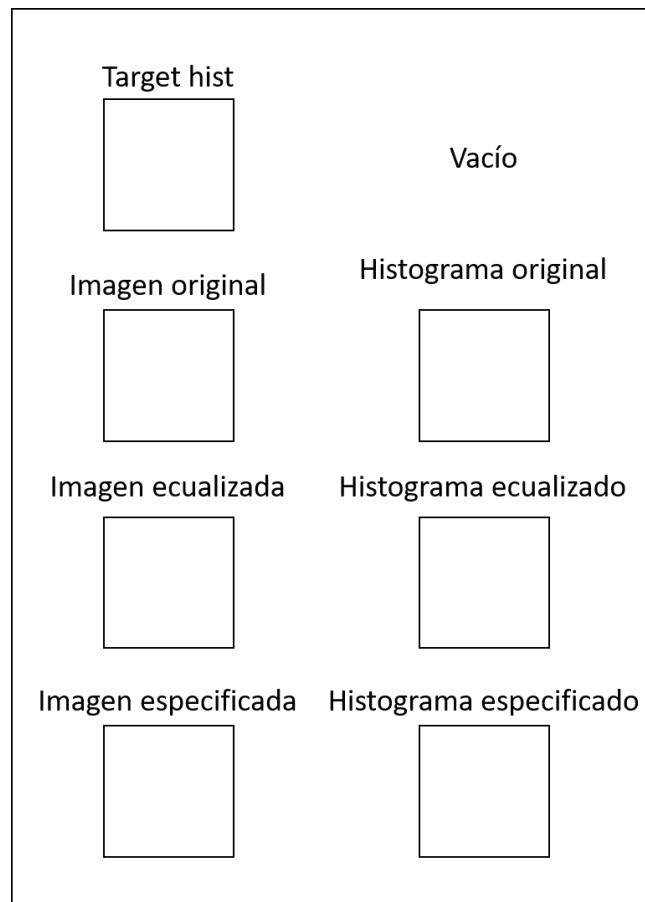 Target hist
Vacío
Imagen original
Histograma original
Imagen ecualizada
Histograma ecualizado
Imagen especificada
Histograma especificado